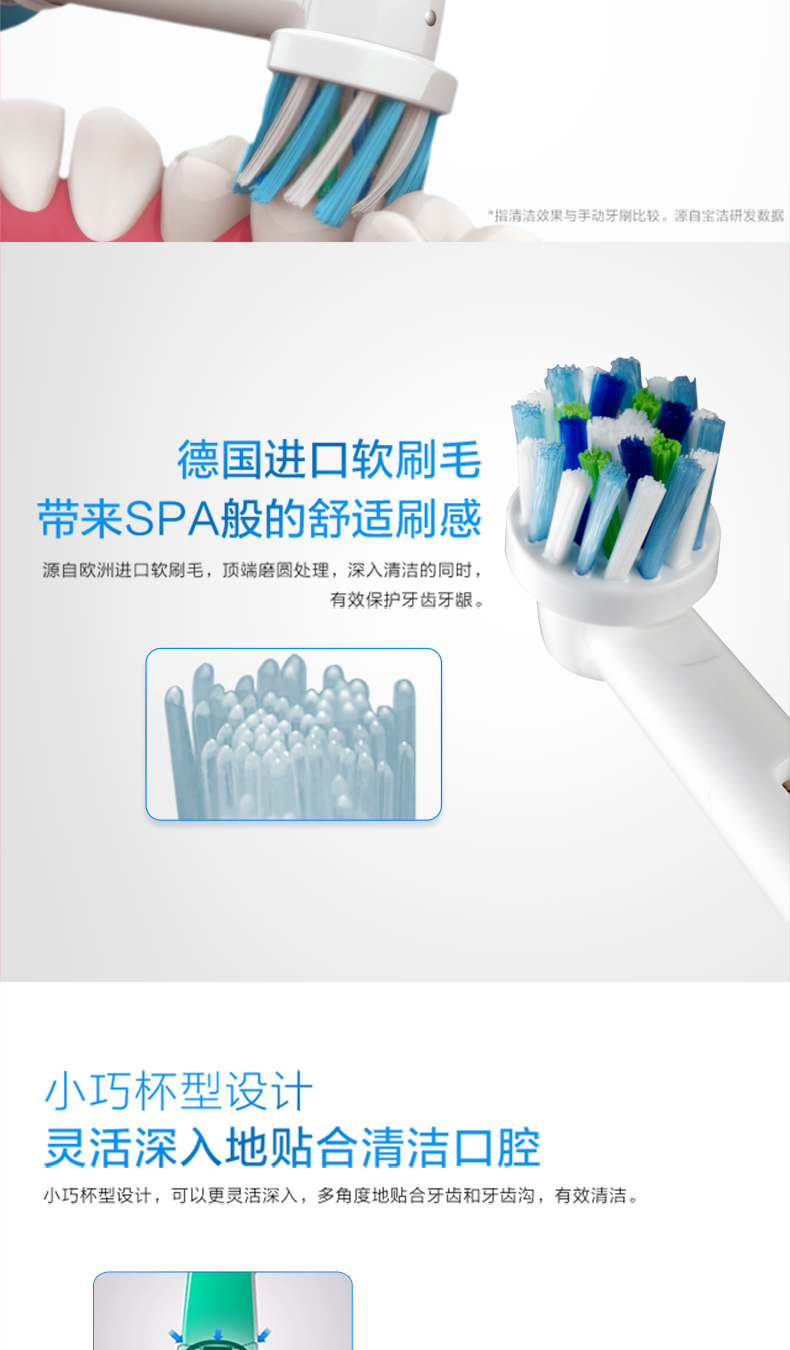 *指清洁效果与手动牙刷比较。源自宝洁研发数据
德国进口软刷毛
带来SPA般的舒适刷感
源自欧洲进口软刷毛，顶端磨圆处理，深入清洁的同时，
有效保护牙齿牙龈。
小巧杯型设计
灵活深入地贴合清洁口腔
小巧杯型设计，可以更灵活深入，多角度地贴合牙齿和牙齿沟，有效清洁。